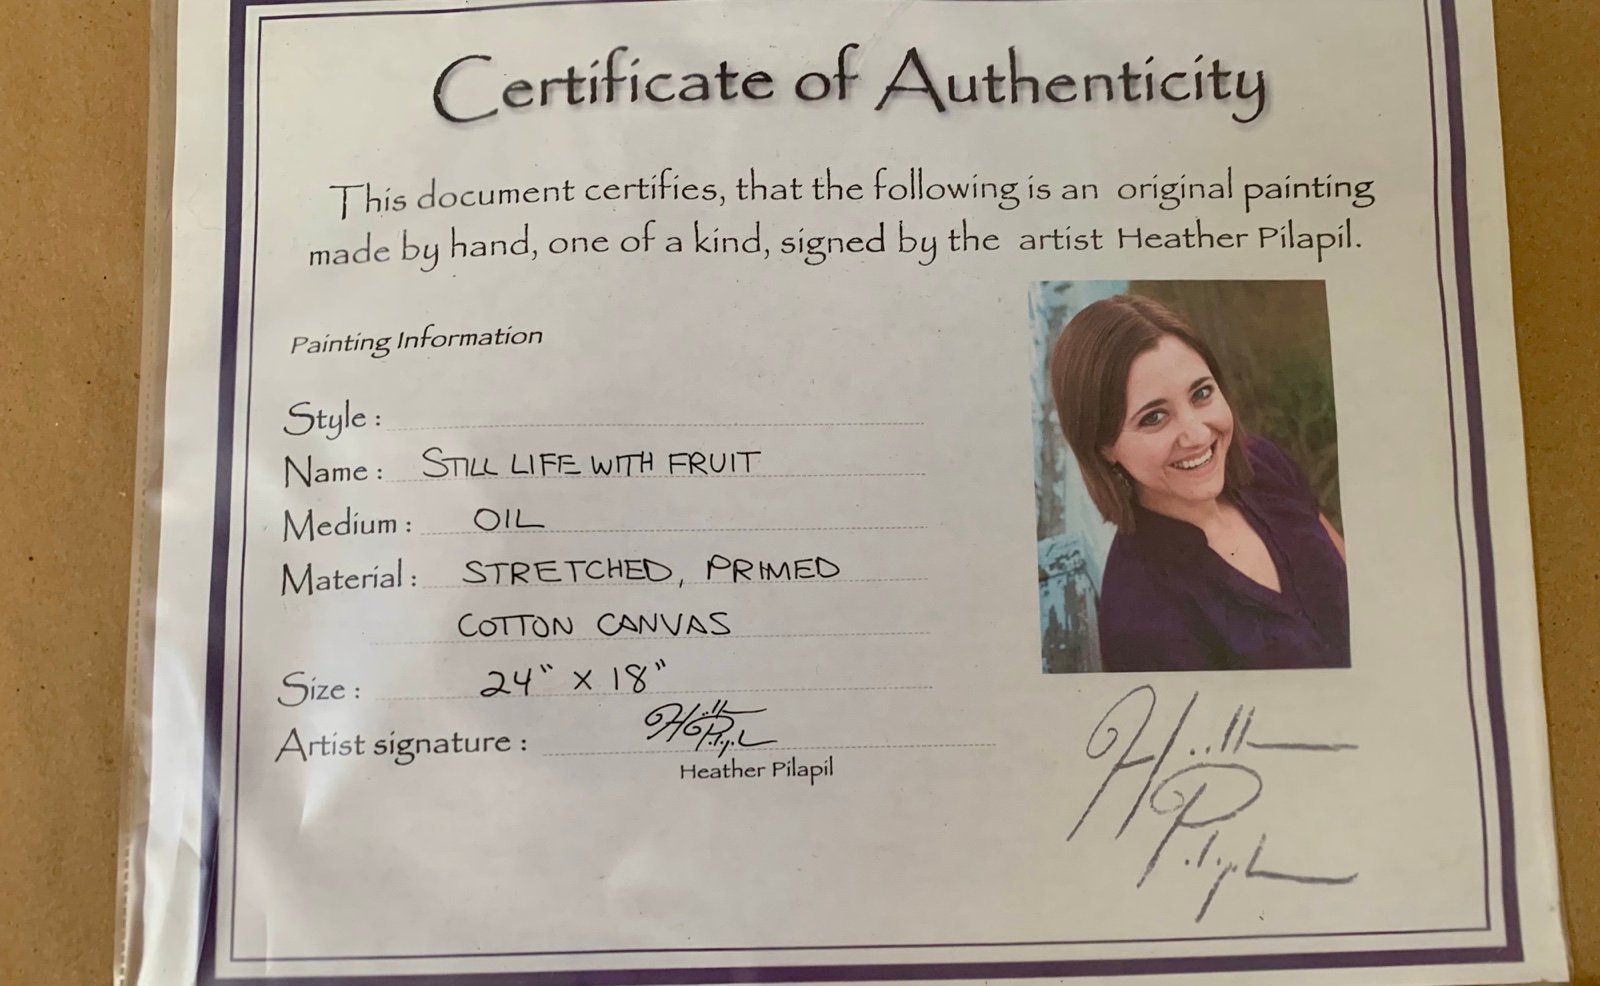 Certificate of Authenticity
This document certifies, that the following is an original painting
made by hand, one of a kind, signed by the artist Heather Pilapil.
Painting Information
Style :
Name : STILL LIFE WITH FRUIT
Medium : OIL
Material : STRETCHED, PRIMED
COTTON CANVAS
Size : 24" x 18"
Artist signature :
Heather Pilapil